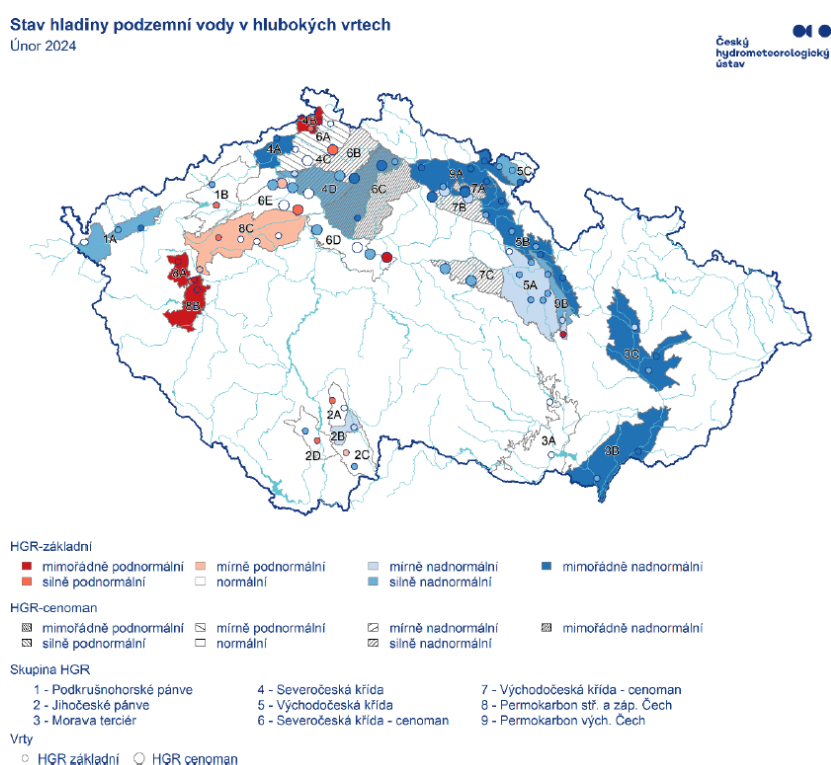 Stav hladiny podzemní vody v hlubokých vrtech
Únor 2024
Český
hydrometeorologický
ústav
4B
6A
4A
4C
6B
5C
1B
4D
6C
7A
7B
6E
1A
8C
6D
5B
8A
8B
7C
5A
9B
3C
2A
2B
2D
2C
3A
3B
HGR-základní
mimořádně podnormální mírně podnormální mírně nadnormální mimořádně nadnormální
silně podnormální normální silně nadnormální
HGR-cenoman
mimořádně podnormální mírně podnormální mírně nadnormální mimořádně nadnormální
silně podnormální normální silně nadnormální
Skupina HGR
1 - Podkrušnohorské pánve 4 - Severočeská křída 7 - Východočeská křída - cenoman
2 - Jihočeské pánve 5 - Východočeská křída 8 - Permokarbon stř. a záp. Čech
3 - Morava terciér 6 - Severočeská křída - cenoman 9 - Permokarbon vých. Čech
Vrty
HGR základní HGR cenoman